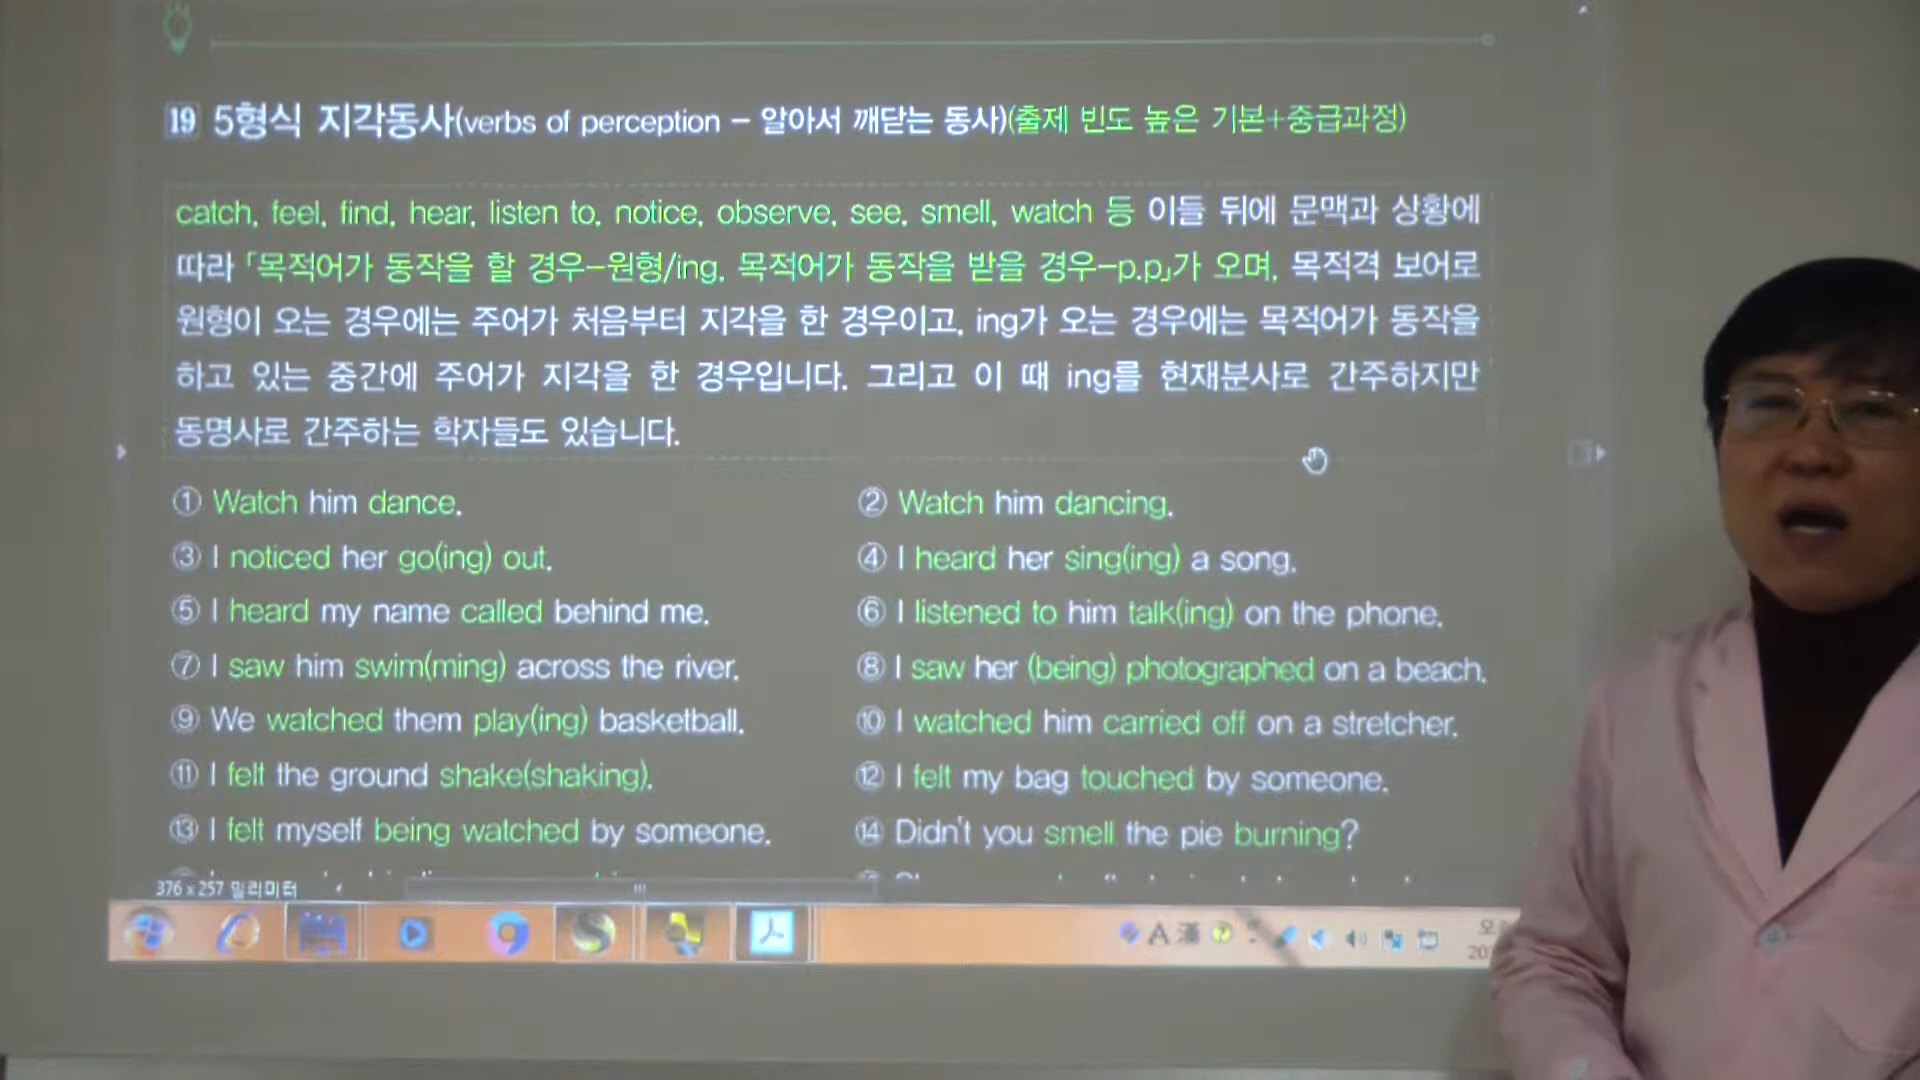 19 5형식 지각동사(verbs of perception – 알아서 깨닫는 동사)(출제 빈도 높은 기본+중급과정)
catch, feel, find, hear, listen to, notice, observe, see, smell, watch 등 이들 뒤에 문맥과 상황에
따라 「목적어가 동작을 할 경우–원형/ing, 목적어가 동작을 받을 경우–p.p」가 오며, 목적격 보어로
원형이 오는 경우에는 주어가 처음부터 지각을 한 경우이고, ing가 오는 경우에는 목적어가 동작을
하고 있는 중간에 주어가 지각을 한 경우입니다. 그리고 이 때 ing를 현재분사로 간주하지만
동명사로 간주하는 학자들도 있습니다.
① Watch him dance.
② Watch him dancing.
③ I noticed her go(ing) out.
④ I heard her sing(ing) a song.
⑤ I heard my name called behind me.
⑥ I listened to him talk(ing) on the phone.
⑦ I saw him swim(ming) across the river.
⑧ I saw her (being) photographed on a beach.
⑨ We watched them play(ing) basketball.
⑩ I watched him carried off on a stretcher.
⑪ I felt the ground shake(shaking).
⑫ I felt my bag touched by someone.
⑬ I felt myself being watched by someone.
⑭ Didn't you smell the pie burning?
376 x 257 밀리미터
A 漢